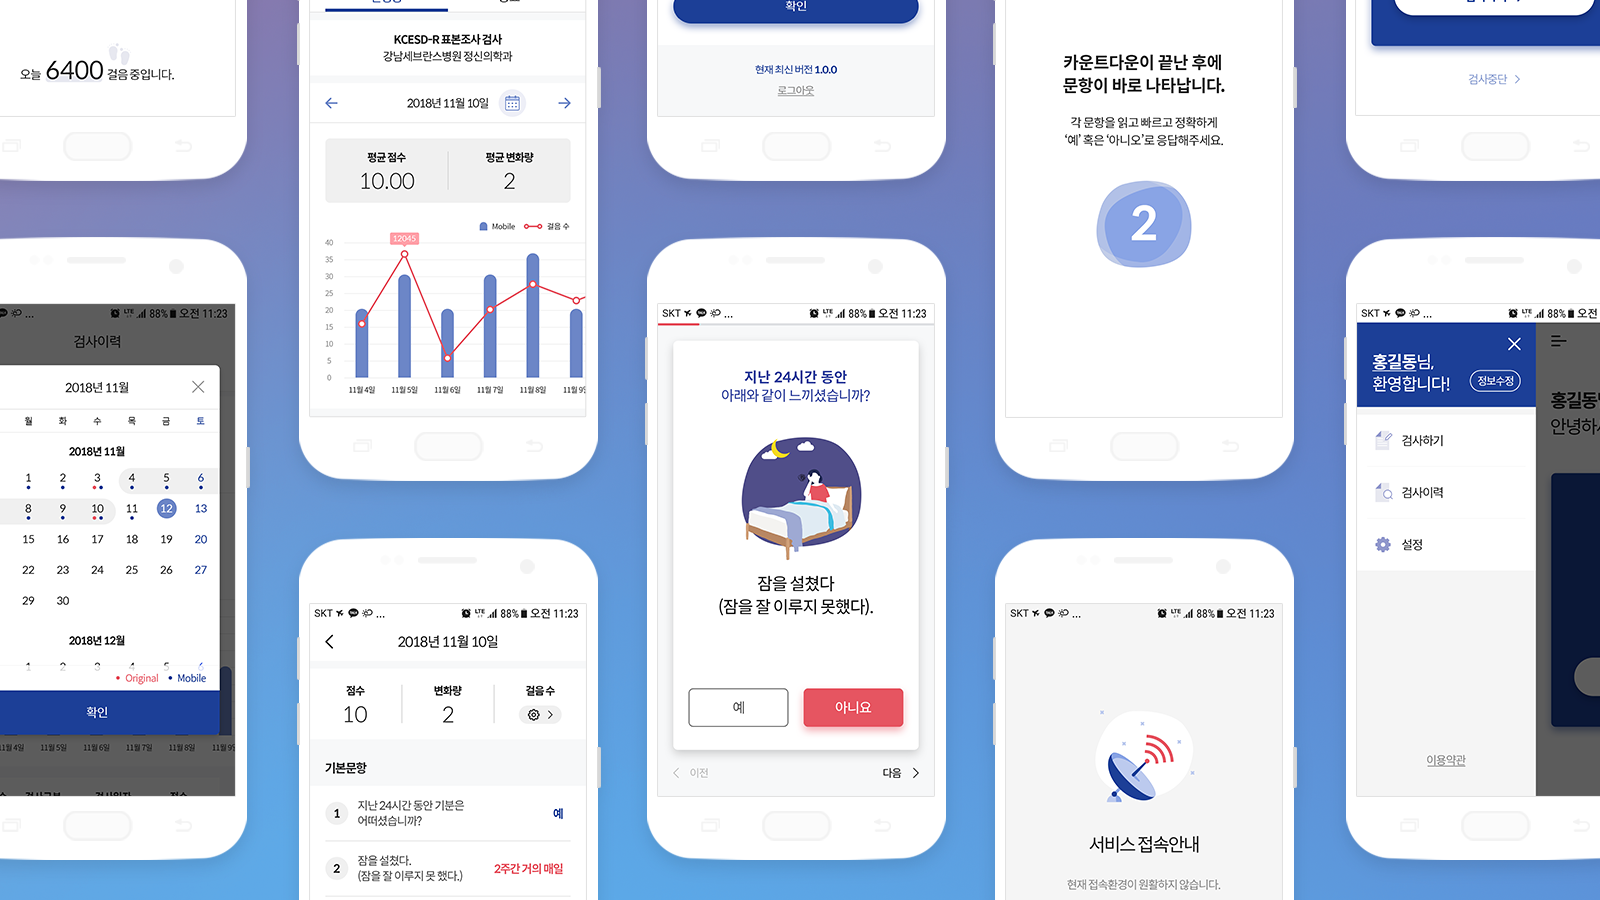 오늘 6400 걸음 중입니다.
SKT ...
LTE 88% 오전 11:23
검사이력
2018년 11월
월 화 수 목 금 토
2018년 11월
1 2 3 4 5 6
8 9 10 11 12 13
15 16 17 18 19 20
22 23 24 25 26 27
29 30
2018년 12월
1 2 3 4 5 6
Original Mobile
확인
11월 4일 11월 5일 11월 6일 11월 7일 11월 8일
KCESD-R 표본조사 검사
강남세브란스병원 정신의학과
2018년 11월 10일
평균 점수 평균 변화량
10.00 2
Mobile 걸음 수
12045
40
35
30
25
20
15
10
5
0
11월 4일 11월 5일 11월 6일 11월 7일 11월 8일
SKT ... LTE 88% 오전 11:23
2018년 11월 10일
점수 변화량 걸음 수
10 2
기본문항
1 지난 24시간 동안 기분은
어떠셨습니까?
예
2 잠을 설쳤다.
(잠을 잘 이루지 못 했다.)
2주간 거의 매일
확인
현재 최신 버전 1.0.0
로그아웃
SKT ... LTE 88% 오전 11:23
지난 24시간 동안
아래와 같이 느끼셨습니까?
잠을 설쳤다
(잠을 잘 이루지 못했다).
예 아니요
이전 다음
카운트다운이 끝난 후에
문항이 바로 나타납니다.
각 문항을 읽고 빠르고 정확하게
‘예’ 혹은 ‘아니오’로 응답해주세요.
2
SKT ... LTE 88% 오전 11:23
서비스 접속안내
현재 접속환경이 원활하지 않습니다.
검사중단
SKT ... LTE 88% 오전
홍길동님,
환영합니다!
정보수정
검사하기
검사이력
설정
이용약관
홍길동
안녕하